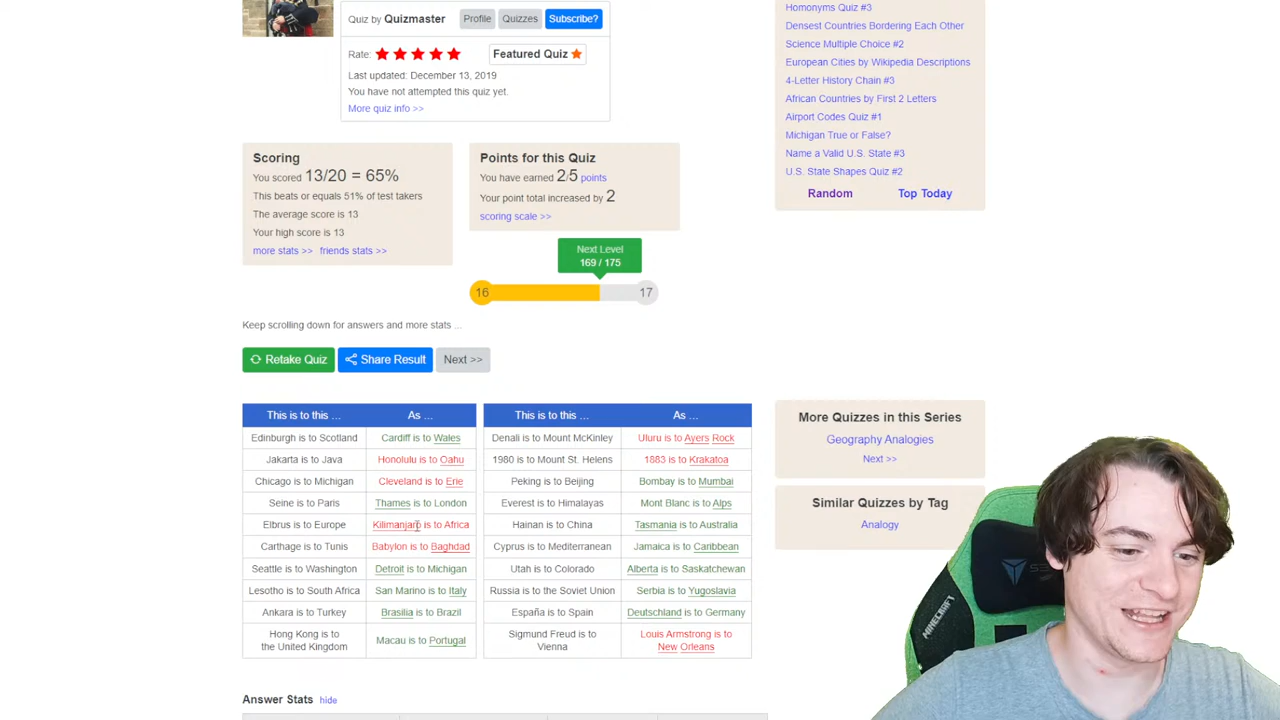 Quiz by Quizmaster Profile Quizzes Subscribe?
Rate: Featured Quiz
Last updated: December 13, 2019
You have not attempted this quiz yet.
More quiz info >>
Homonyms Quiz #3
Densest Countries Bordering Each Other
Science Multiple Choice #2
European Cities by Wikipedia Descriptions
4-Letter History Chain #3
African Countries by First 2 Letters
Airport Codes Quiz #1
Michigan True or False?
Name a Valid U.S. State #3
U.S. State Shapes Quiz #2
Random Top Today
Scoring
You scored 13/20 = 65%
This beats or equals 51% of test takers
The average score is 13
Your high score is 13
more stats >> friends stats >>
Points for this Quiz
You have earned 2/5 points
Your point total increased by 2
scoring scale >>
Next Level
169 / 175
16 17
Keep scrolling down for answers and more stats ...
Retake Quiz Share Result Next >>
This is to this ... As ... This is to this ... As ...
Edinburgh is to Scotland Cardiff is to Wales Denali is to Mount McKinley Uluru is to Ayers Rock
Jakarta is to Java Honolulu is to Oahu 1980 is to Mount St. Helens 1883 is to Krakatoa
Chicago is to Michigan Cleveland is to Erie Peking is to Beijing Bombay is to Mumbai
Seine is to Paris Thames is to London Everest is to Himalayas Mont Blanc is to Alps
Elbrus is to Europe Kilimanjaro is to Africa Hainan is to China Tasmania is to Australia
Carthage is to Tunis Babylon is to Baghdad Cyprus is to Mediterranean Jamaica is to Caribbean
Seattle is to Washington Detroit is to Michigan Utah is to Colorado Alberta is to Saskatchewan
Lesotho is to South Africa San Marino is to Italy Russia is to the Soviet Union Serbia is to Yugoslavia
Ankara is to Turkey Brasilia is to Brazil España is to Spain Deutschland is to Germany
Hong Kong is to
the United Kingdom Macau is to Portugal Sigmund Freud is to
Vienna Louis Armstrong is to
New Orleans
More Quizzes in this Series
Geography Analogies
Next >>
Similar Quizzes by Tag
Analogy
Answer Stats hide
MINECRAFT